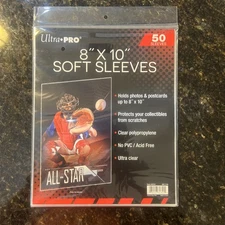 Ultra•PRO
50
SLEEVES
8" X 10"
SOFT SLEEVES
• Holds photos & postcards
up to 8" x 10"
• Protects your collectibles
from scratches
• Clear polypropylene
• No PVC / Acid Free
• Ultra clear
ALL-STAR